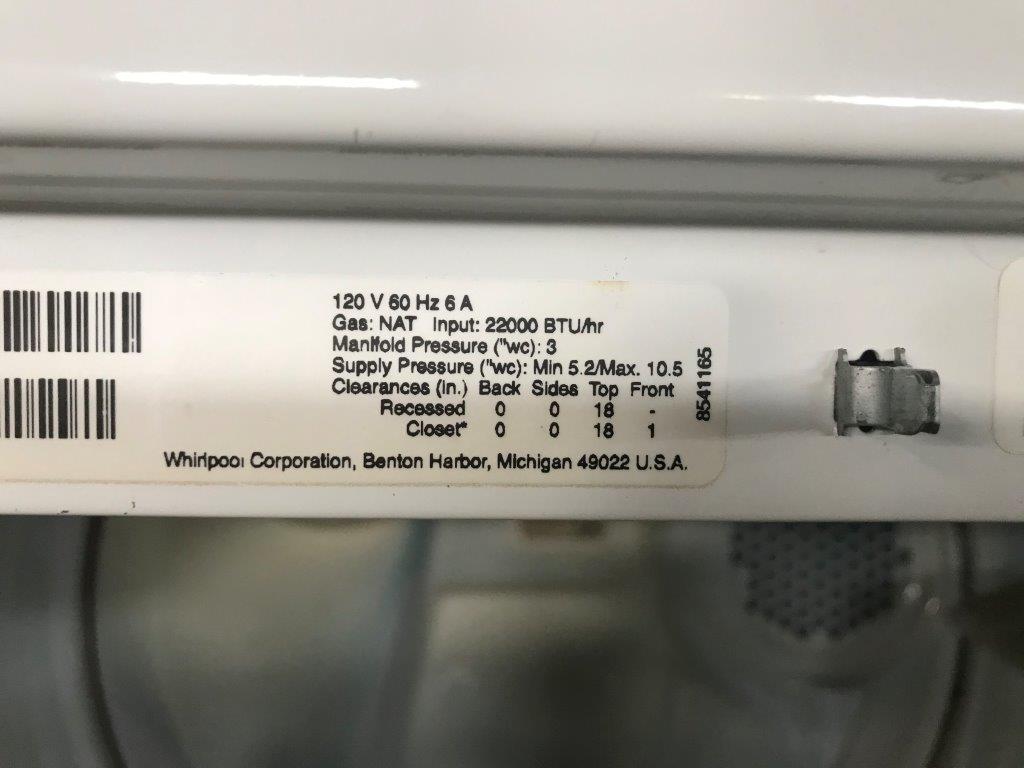 120 V 60 Hz 6 A
Gas: NAT Input: 22000 BTU/hr
Manifold Pressure ("wc): 3
Supply Pressure ("wc): Min 5.2/Max. 10.5
Clearances (in.) Back Sides Top Front
Recessed 0 0 18 -
Closet* 0 0 18 1
8541165
Whirlpool Corporation, Benton Harbor, Michigan 49022 U.S.A.